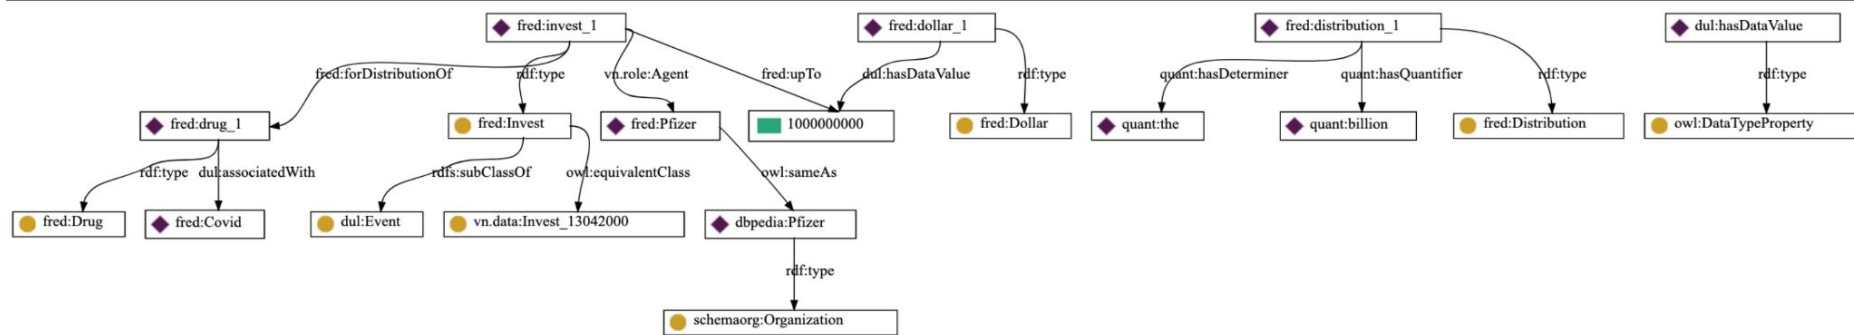 fred:invest_1
fred:dollar_1
fred:distribution_1
dul:hasDataValue
fred:forDistributionOf
rdf:type
vn.role:Agent
fred:upTo
dul:hasDataValue
rdf:type
quant:hasDeterminer
quant:hasQuantifier
rdf:type
rdf:type
fred:drug_1
fred:Invest
fred:Pfizer
1000000000
fred:Dollar
quant:the
quant:billion
fred:Distribution
owl:DataTypeProperty
rdf:type
dul:associatedWith
rdfs:subClassOf
owl:equivalentClass
owl:sameAs
fred:Drug
fred:Covid
dul:Event
vn.data:Invest_13042000
dbpedia:Pfizer
rdf:type
schemaorg:Organization